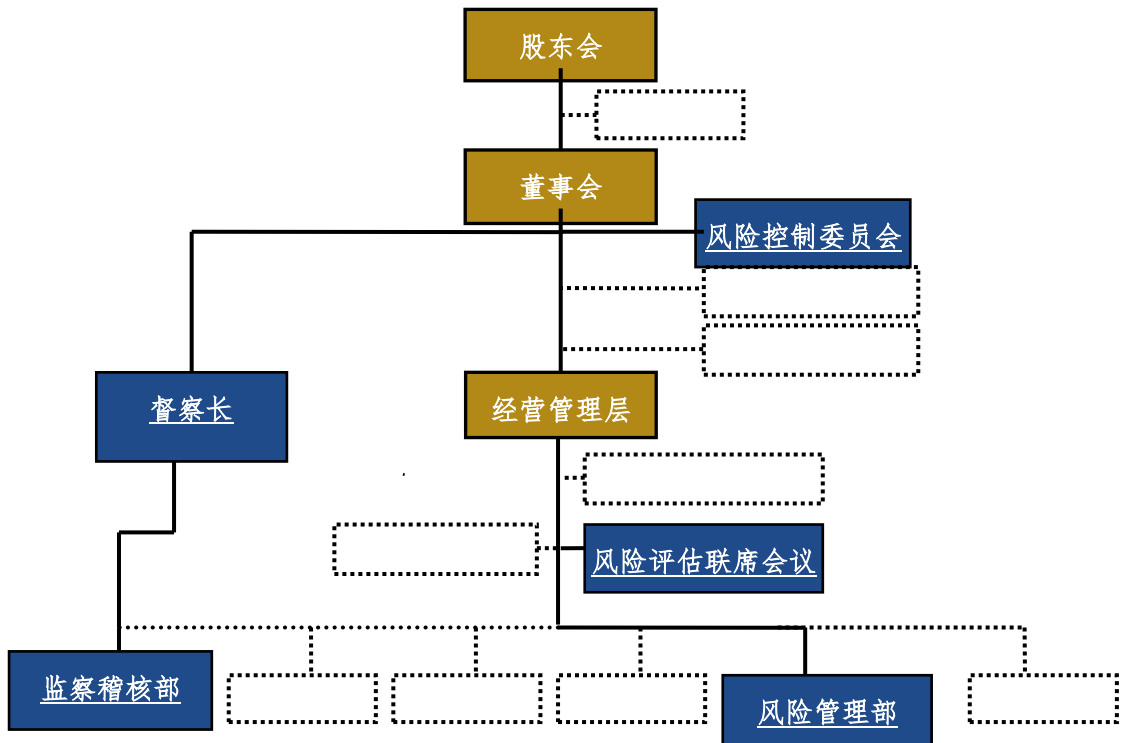 股东会
董事会
风险控制委员会
督察长
经营管理层
风险评估联席会议
监察稽核部
风险管理部